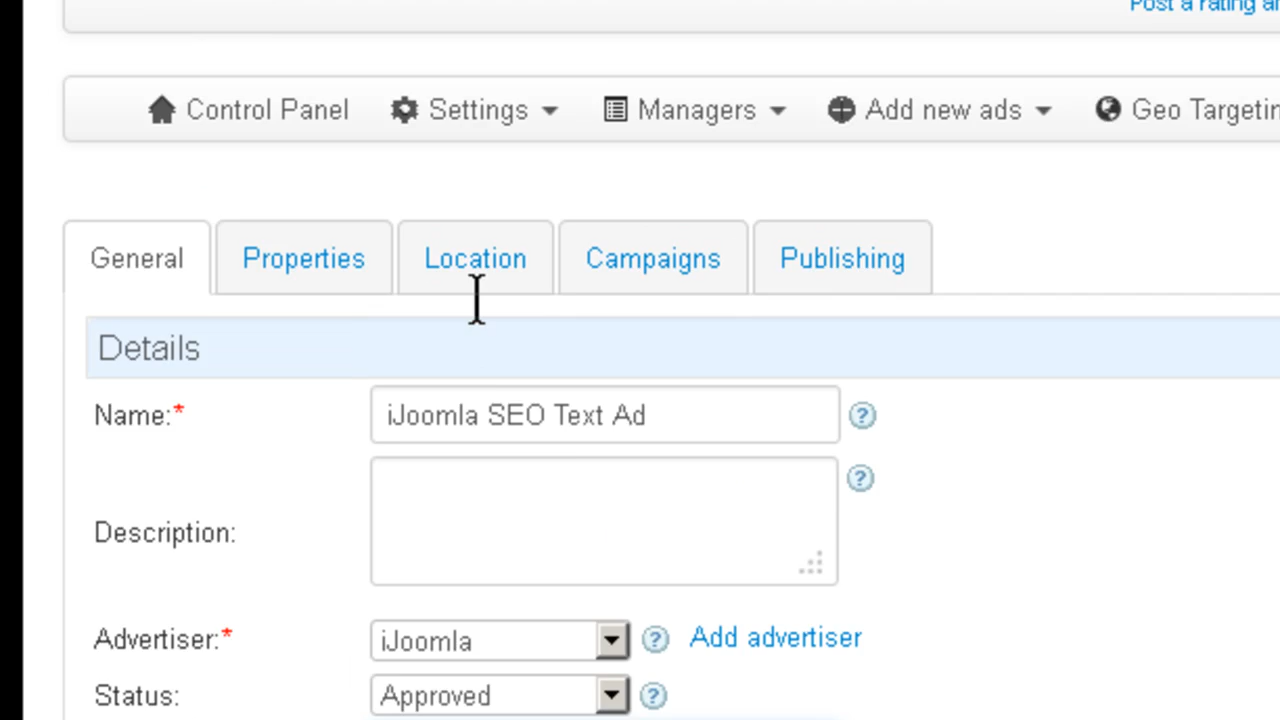 Post a rating
Control Panel Settings Managers Add new ads Geo
General Properties Location Campaigns Publishing
Details
Name:* iJoomla SEO Text Ad
Description:
Advertiser:* iJoomla Add advertiser
Status: Approved